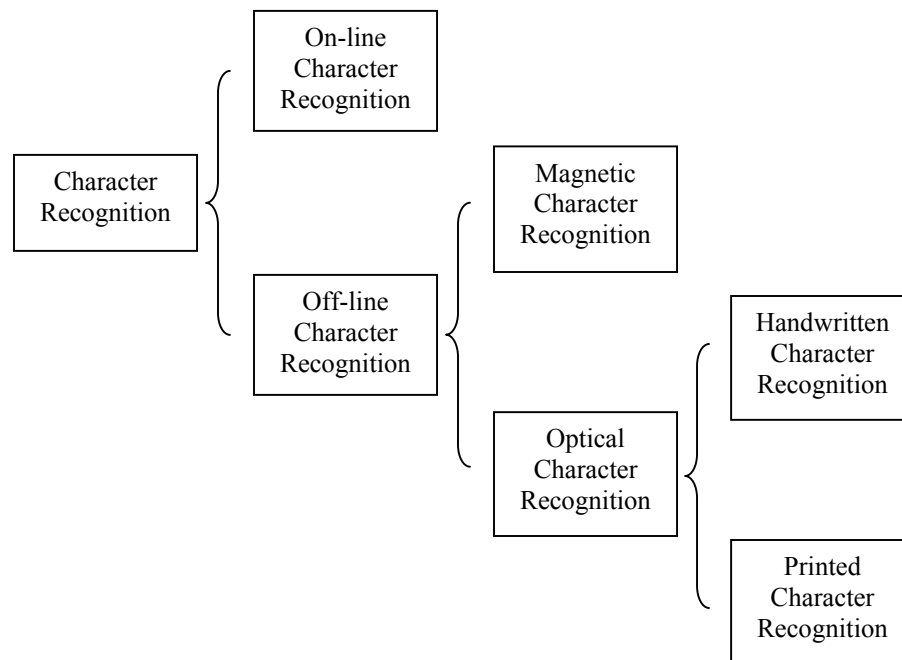 On-line
Character
Recognition
Character
Recognition
Magnetic
Character
Recognition
Off-line
Character
Recognition
Handwritten
Character
Recognition
Optical
Character
Recognition
Printed
Character
Recognition